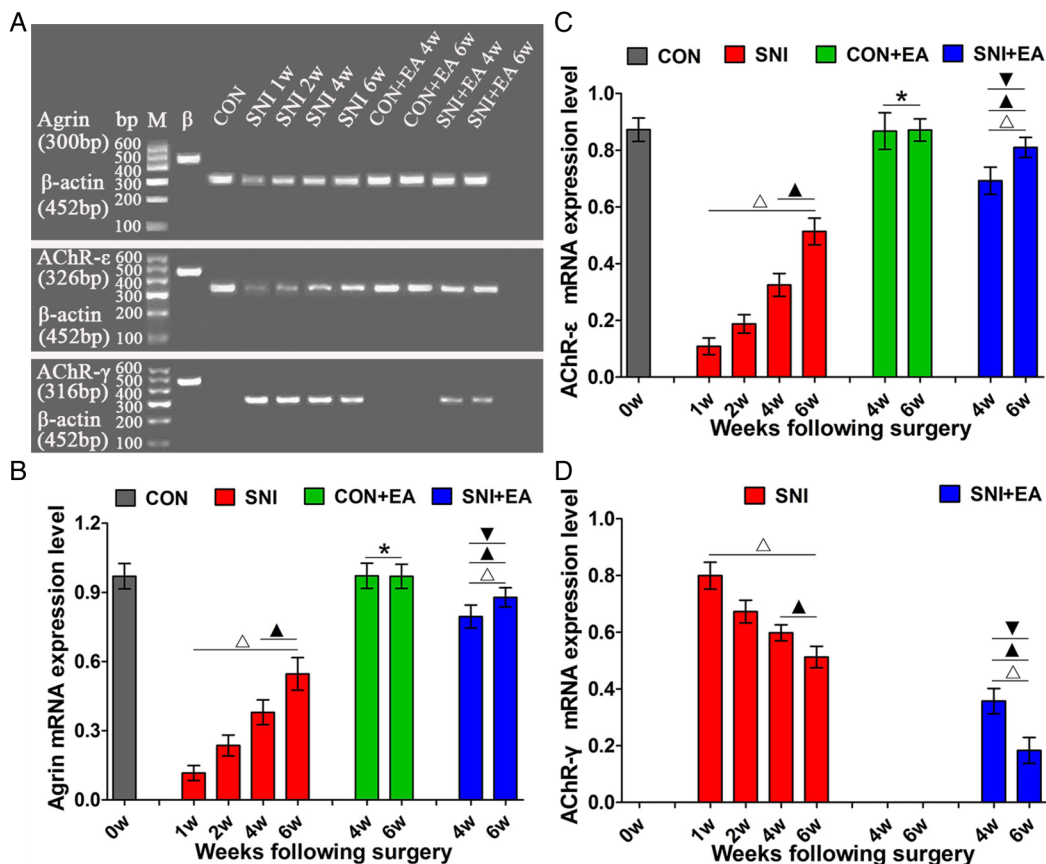 A
CON
SNI 1w
SNI 2w
SNI 4w
SNI 6w
CON+EA 4w
CON+EA 6w
SNI+EA 4w
SNI+EA 6w
Agrin bp M β
(300bp)
600
500
400
β-actin 300
(452bp) 200
100
AChR-ε 600
(326bp) 500
400
300
β-actin 200
(452bp) 100
AChR-γ 600
(316bp) 500
400
300
β-actin 200
(452bp) 100
B
CON SNI CON+EA SNI+EA
Agrin mRNA expression level
1.2
0.9
0.6
0.3
0.0
△ ▲ * ▼ ▲ △
0w 1w 2w 4w 6w 4w 6w 4w 6w
Weeks following surgery
C
CON SNI CON+EA SNI+EA
AChR-ε mRNA expression level
1.0
0.8
0.6
0.4
0.2
0.0
△ ▲ * ▼ ▲ △
0w 1w 2w 4w 6w 4w 6w 4w 6w
Weeks following surgery
D
SNI SNI+EA
AChR-γ mRNA expression level
1.0
0.8
0.6
0.4
0.2
0.0
△ ▲ ▼ ▲ △
0w 1w 2w 4w 6w 4w 6w 4w 6w
Weeks following surgery